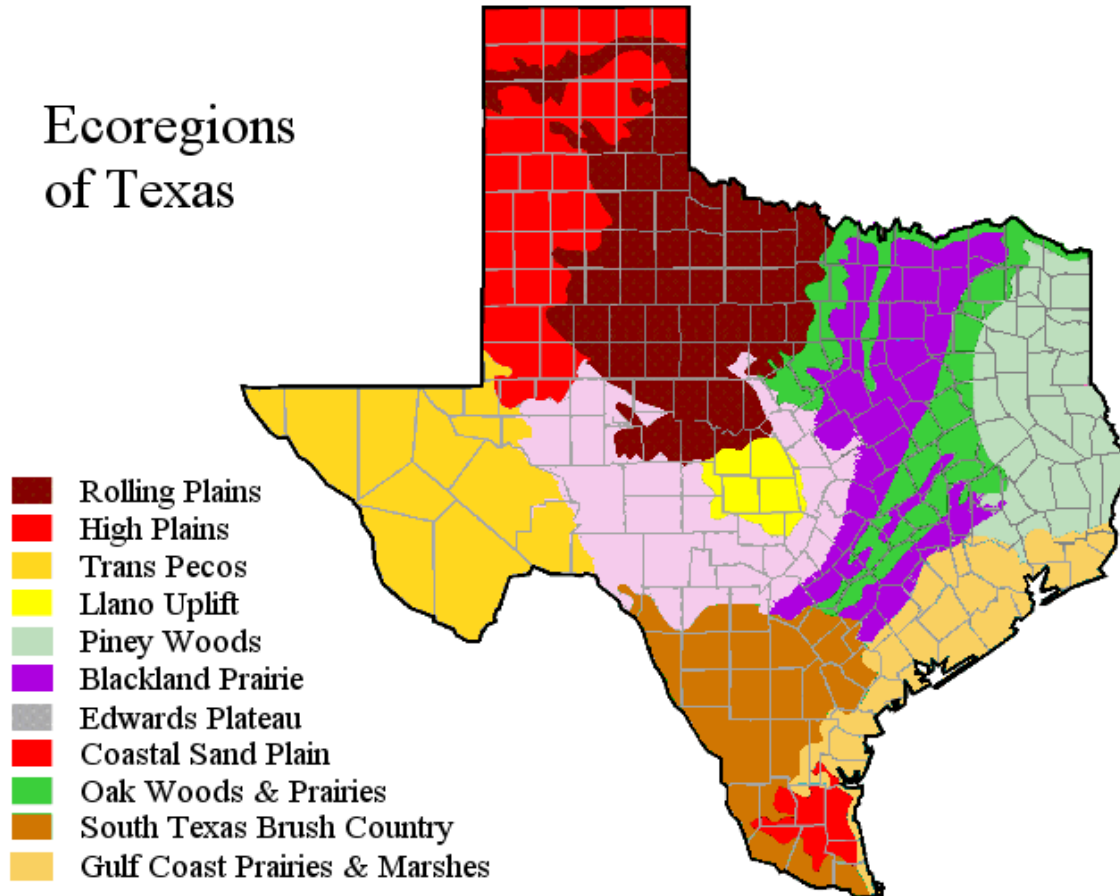 Ecoregions
of Texas
Rolling Plains
High Plains
Trans Pecos
Llano Uplift
Piney Woods
Blackland Prairie
Edwards Plateau
Coastal Sand Plain
Oak Woods & Prairies
South Texas Brush Country
Gulf Coast Prairies & Marshes